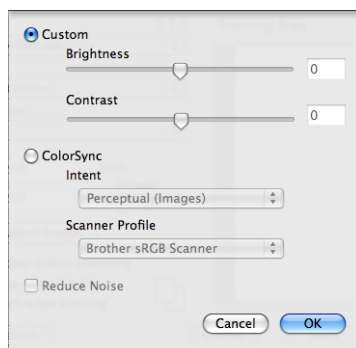 Custom
Brightness
0
Contrast
0
ColorSync
Intent
Perceptual (Images)
Scanner Profile
Brother sRGB Scanner
Reduce Noise
Cancel OK